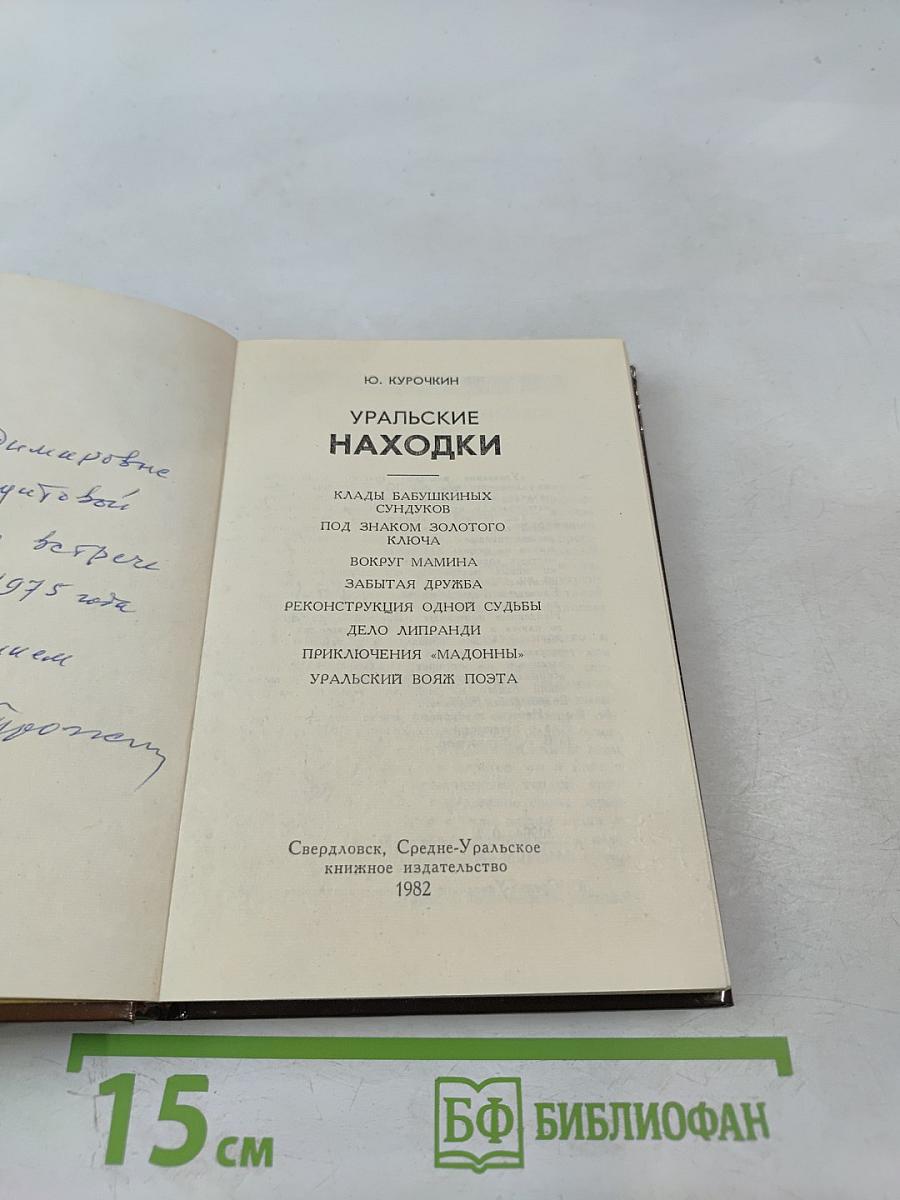 встрече
1975 года
Ю. КУРОЧКИН
УРАЛЬСКИЕ
НАХОДКИ
КЛАДЫ БАБУШКИНЫХ
СУНДУКОВ
ПОД ЗНАКОМ ЗОЛОТОГО
КЛЮЧА
ВОКРУГ МАМИНА
ЗАБЫТАЯ ДРУЖБА
РЕКОНСТРУКЦИЯ ОДНОЙ СУДЬБЫ
ДЕЛО ЛИПРАНДИ
ПРИКЛЮЧЕНИЯ «МАДОННЫ»
УРАЛЬСКИЙ ВОЯЖ ПОЭТА
Свердловск, Средне-Уральское
книжное издательство
1982
15 см
БФ БИБЛИОФАН